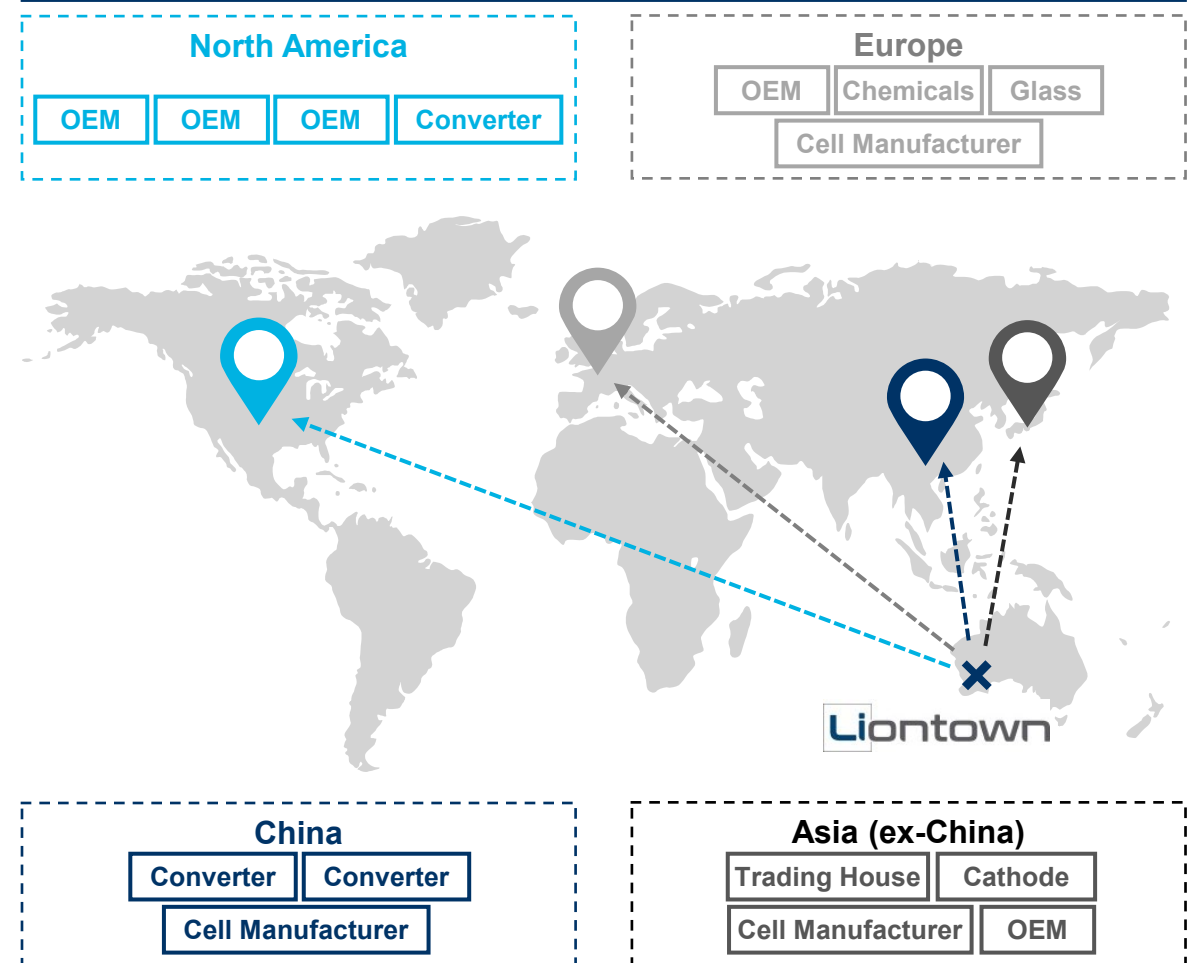 North America
OEM OEM OEM Converter
Europe
OEM Chemicals Glass
Cell Manufacturer
Liontown
China
Converter Converter
Cell Manufacturer
Asia (ex-China)
Trading House Cathode
Cell Manufacturer OEM